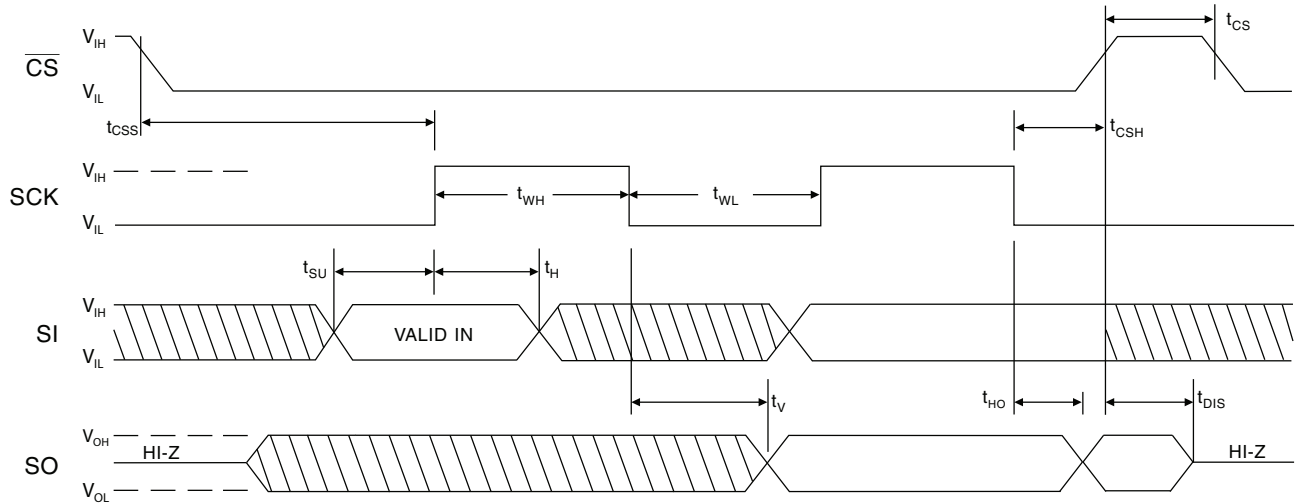 V_IH
t_CS
CS
V_IL
t_CSS
t_CSH
V_IH
SCK
t_WH
t_WL
V_IL
t_SU
t_H
V_IH
SI
VALID IN
V_IL
t_V
t_HO
t_DIS
V_OH
HI-Z
HI-Z
SO
V_OL